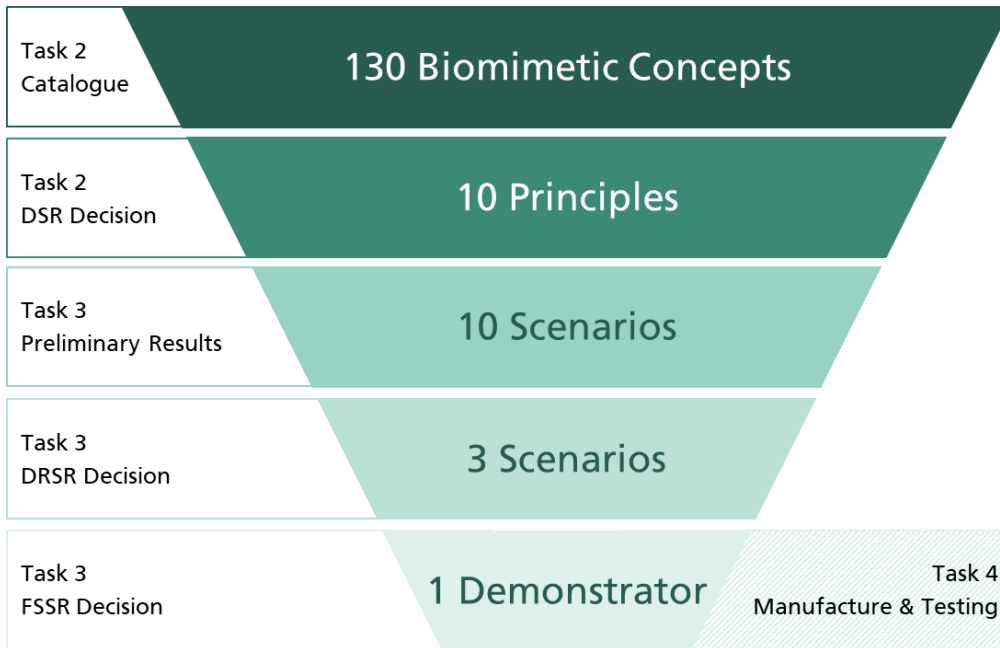 Task 2
Catalogue
130 Biomimetic Concepts
Task 2
DSR Decision
10 Principles
Task 3
Preliminary Results
10 Scenarios
Task 3
DRSR Decision
3 Scenarios
Task 3
FSSR Decision
1 Demonstrator
Task 4
Manufacture & Testing